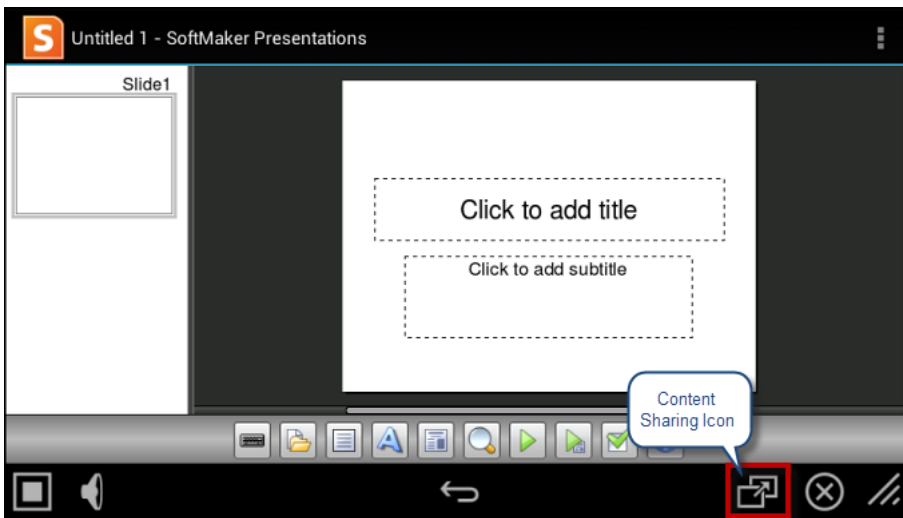 S
Untitled 1 - SoftMaker Presentations
Slide1
Click to add title
Click to add subtitle
Content
Sharing Icon
A